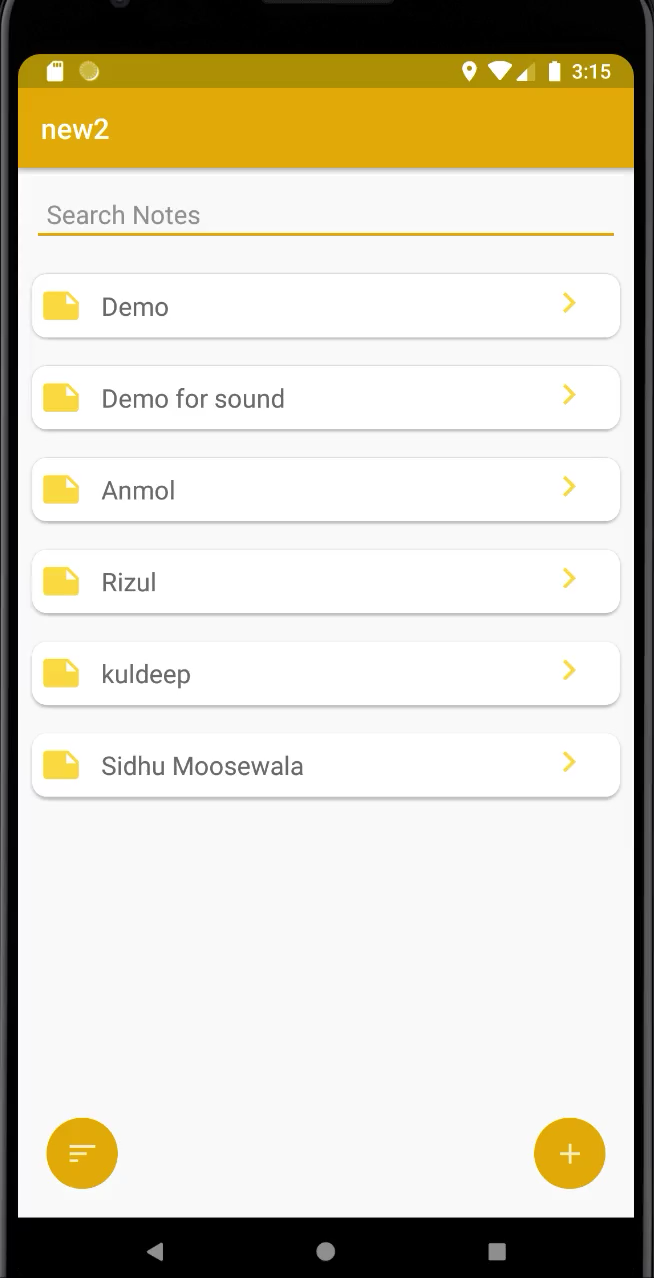 3:15
new2
Search Notes
Demo
Demo for sound
Anmol
Rizul
kuldeep
Sidhu Moosewala